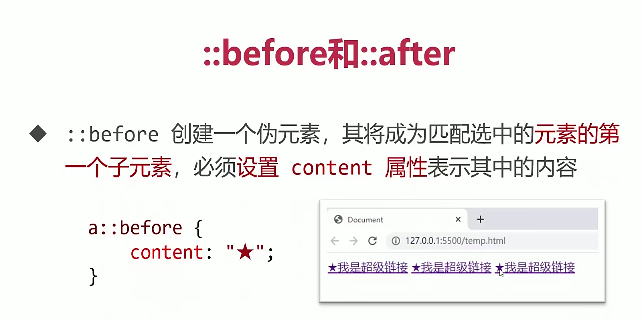 ::before和::after
◆ ::before 创建一个伪元素，其将成为匹配选中的元素的第
一个子元素，必须设置 content 属性表示其中的内容
a::before {
content: "★";
}
Document × +
127.0.0.1:5500/temp.html
★我是超级链接 ★我是超级链接 ★我是超级链接